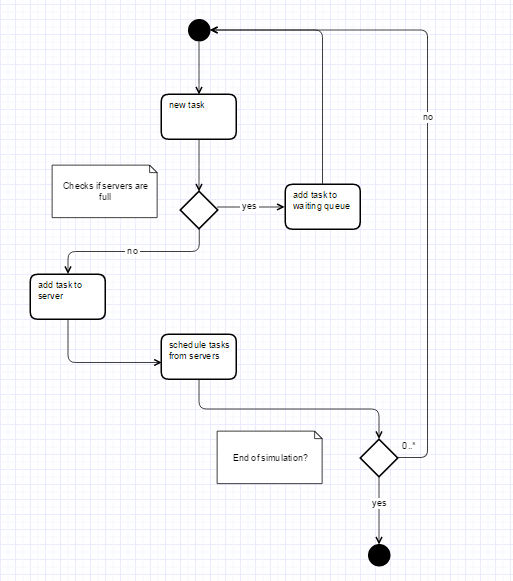 new task
no
Checks if servers are
full
yes
add task to
waiting queue
no
add task to
server
schedule tasks
from servers
0..*
End of simulation?
yes